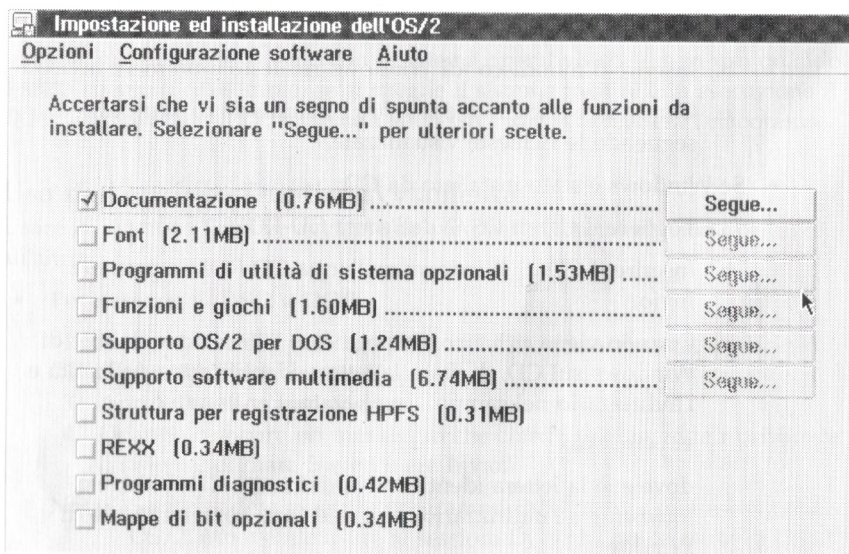 Impostazione ed installazione dell'OS/2
Opzioni Configurazione software Aiuto
Accertarsi che vi sia un segno di spunta accanto alle funzioni da
installare. Selezionare "Segue..." per ulteriori scelte.
Documentazione (0.76MB) Segue...
Font (2.11MB) Segue...
Programmi di utilità di sistema opzionali (1.53MB) Segue...
Funzioni e giochi (1.60MB) Segue...
Supporto OS/2 per DOS (1.24MB) Segue...
Supporto software multimedia (6.74MB) Segue...
Struttura per registrazione HPFS (0.31MB)
REXX (0.34MB)
Programmi diagnostici (0.42MB)
Mappe di bit opzionali (0.34MB)